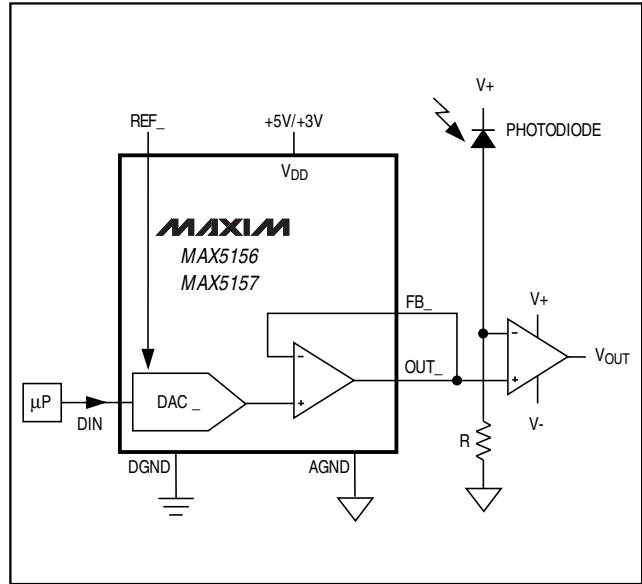 REF_
+5V/+3V
V+
PHOTODIODE
VDD
MAXIM
MAX5156
MAX5157
FB_
V+
−
−
VOUT
OUT_
+
+
µP
DAC _
DIN
V-
R
DGND
AGND